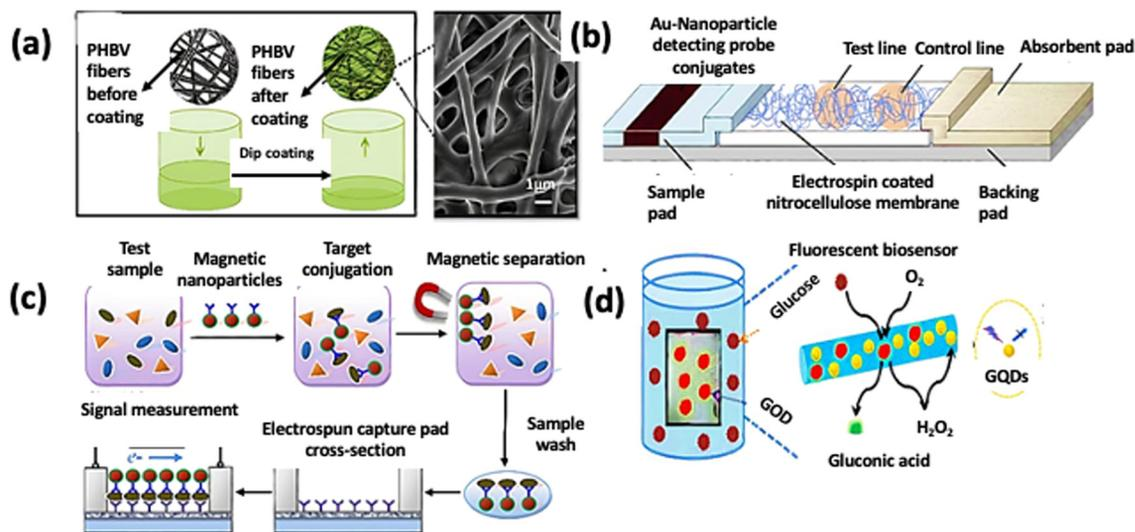 (a)
PHBV
fibers
before
coating
PHBV
fibers
after
coating
Dip coating
1µm
(b)
Au-Nanoparticle
detecting probe
conjugates
Test line
Control line
Absorbent pad
Sample
pad
Electrospin coated
nitrocellulose membrane
Backing
pad
(c)
Test
sample
Magnetic
nanoparticles
Target
conjugation
Magnetic separation
Sample
wash
Electrospun capture pad
cross-section
Signal measurement
e⁻
(d)
Fluorescent biosensor
Glucose
O₂
GOD
GQDs
H₂O₂
Gluconic acid